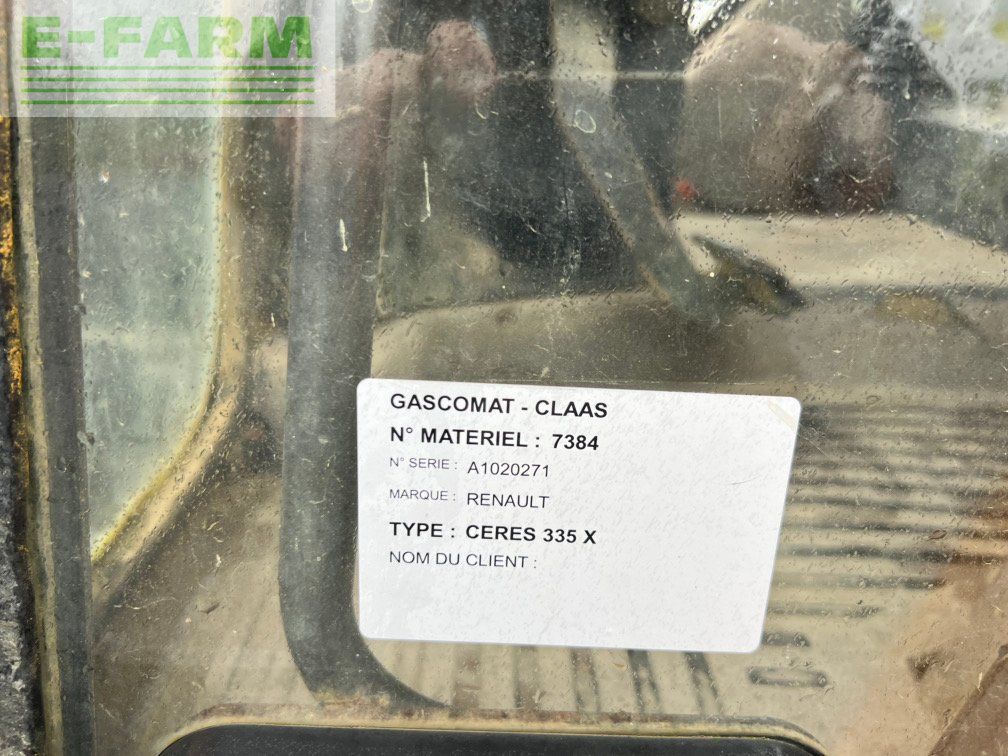 E-FARM
GASCOMAT - CLAAS
N° MATERIEL : 7384
N° SERIE : A1020271
MARQUE : RENAULT
TYPE : CERES 335 X
NOM DU CLIENT :